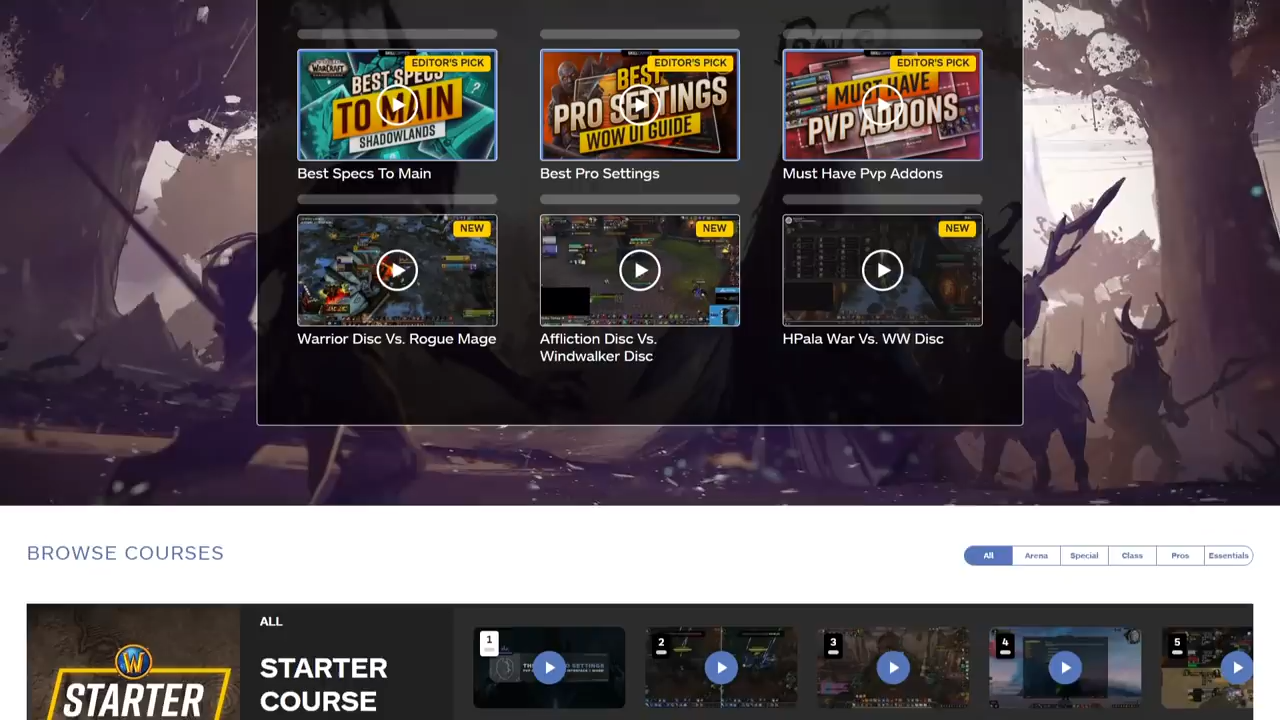 EDITOR'S PICK
EDITOR'S PICK
EDITOR'S PICK
WARCRAFT
BEST SPECS
TO MAIN
SHADOWLANDS
BEST
PRO SETTINGS
WOW UI GUIDE
MUST HAVE
PVP ADDONS
Best Specs To Main
Best Pro Settings
Must Have Pvp Addons
NEW
NEW
NEW
Warrior Disc Vs. Rogue Mage
Affliction Disc Vs.
Windwalker Disc
HPala War Vs. WW Disc
BROWSE COURSES
All
Arena
Special
Class
Pros
Essentials
W
STARTER
ALL
STARTER
COURSE
1
2
3
4
5